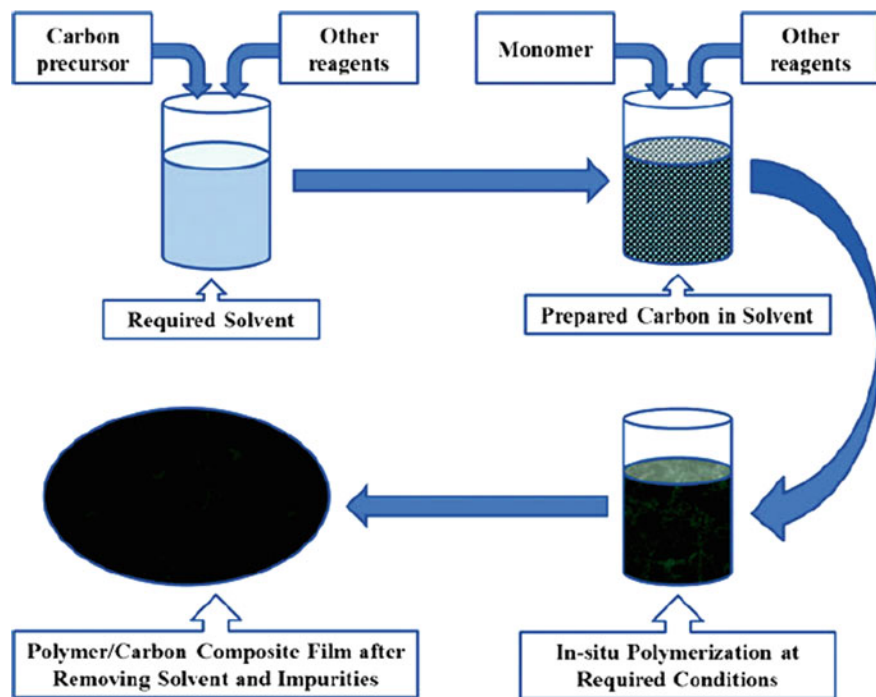 Carbon
precursor
Other
reagents
Monomer
Other
reagents
Required Solvent
Prepared Carbon in Solvent
Polymer/Carbon Composite Film after
Removing Solvent and Impurities
In-situ Polymerization at
Required Conditions